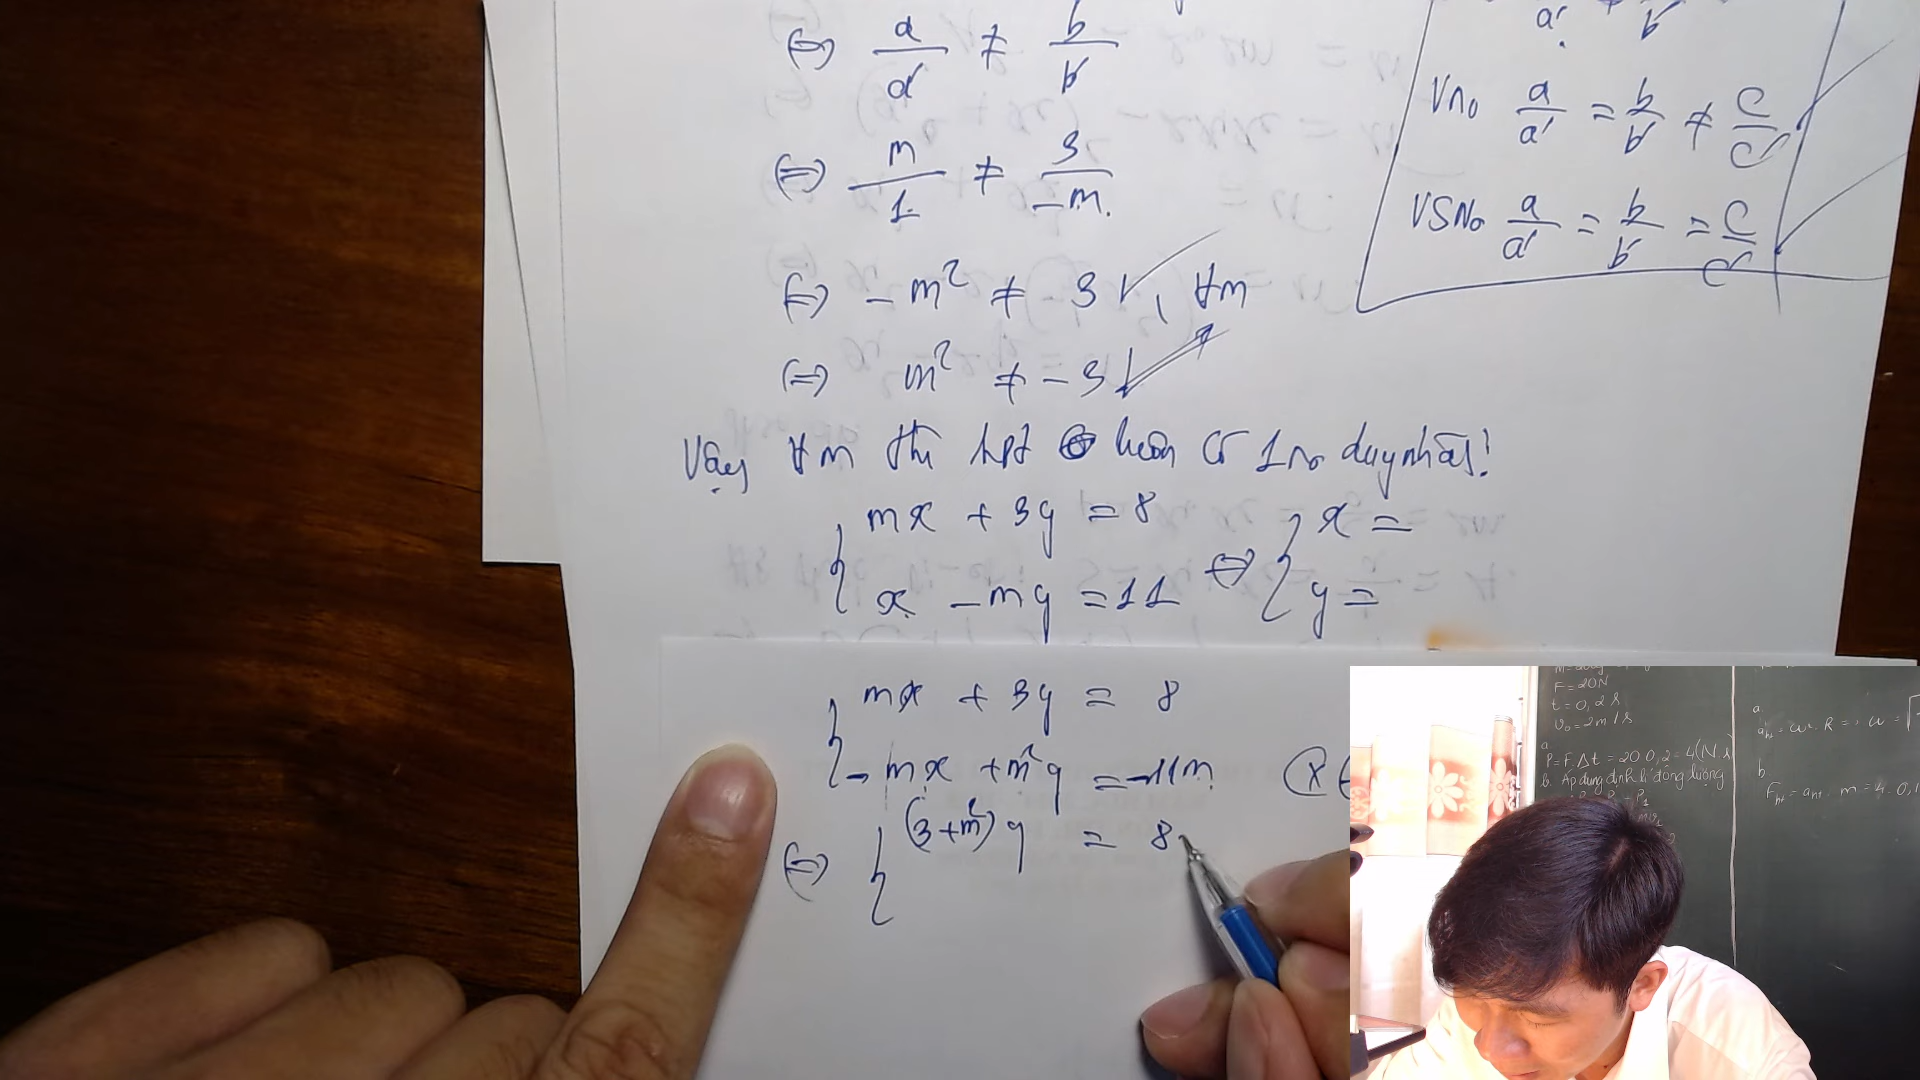 ⇔ a/a' ≠ b/b'
⇔ m/1 ≠ 3/-m.
⇔ -m² ≠ 3, ∀m
⇔ m² ≠ -3
Vậy ∀m thì hpt luôn có 1 no duy nhất!
{ mx + 3y = 8
x - my = 11 ⇔ { x =
y =
{ mx + 3y = 8
-mx + m²y = -11m
⇔ { (3+m²)y = 8
a/a' ≠ b/b'
Vno a/a' = b/b' ≠ c/c'
VSNo a/a' = b/b' = c/c'
F = 20N
t = 0,2 s
v₀ = 2m/s
a
P = F.Δt = 20.0,2 = 4(N.s)
b. Áp dụng định lí động lượng
a.
b